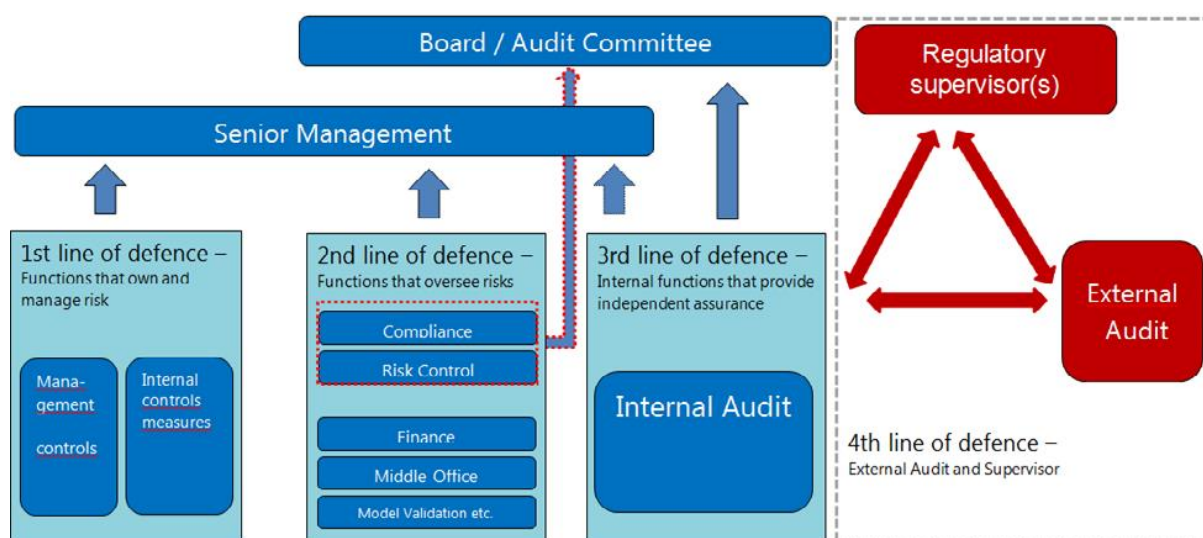 Board / Audit Committee
Senior Management
Regulatory
supervisor(s)
1st line of defence –
Functions that own and
manage risk
Mana-
gement
controls
Internal
controls
measures
2nd line of defence –
Functions that oversee risks
Compliance
Risk Control
Finance
Middle Office
Model Validation etc.
3rd line of defence –
Internal functions that provide
independent assurance
Internal Audit
External
Audit
4th line of defence –
External Audit and Supervisor